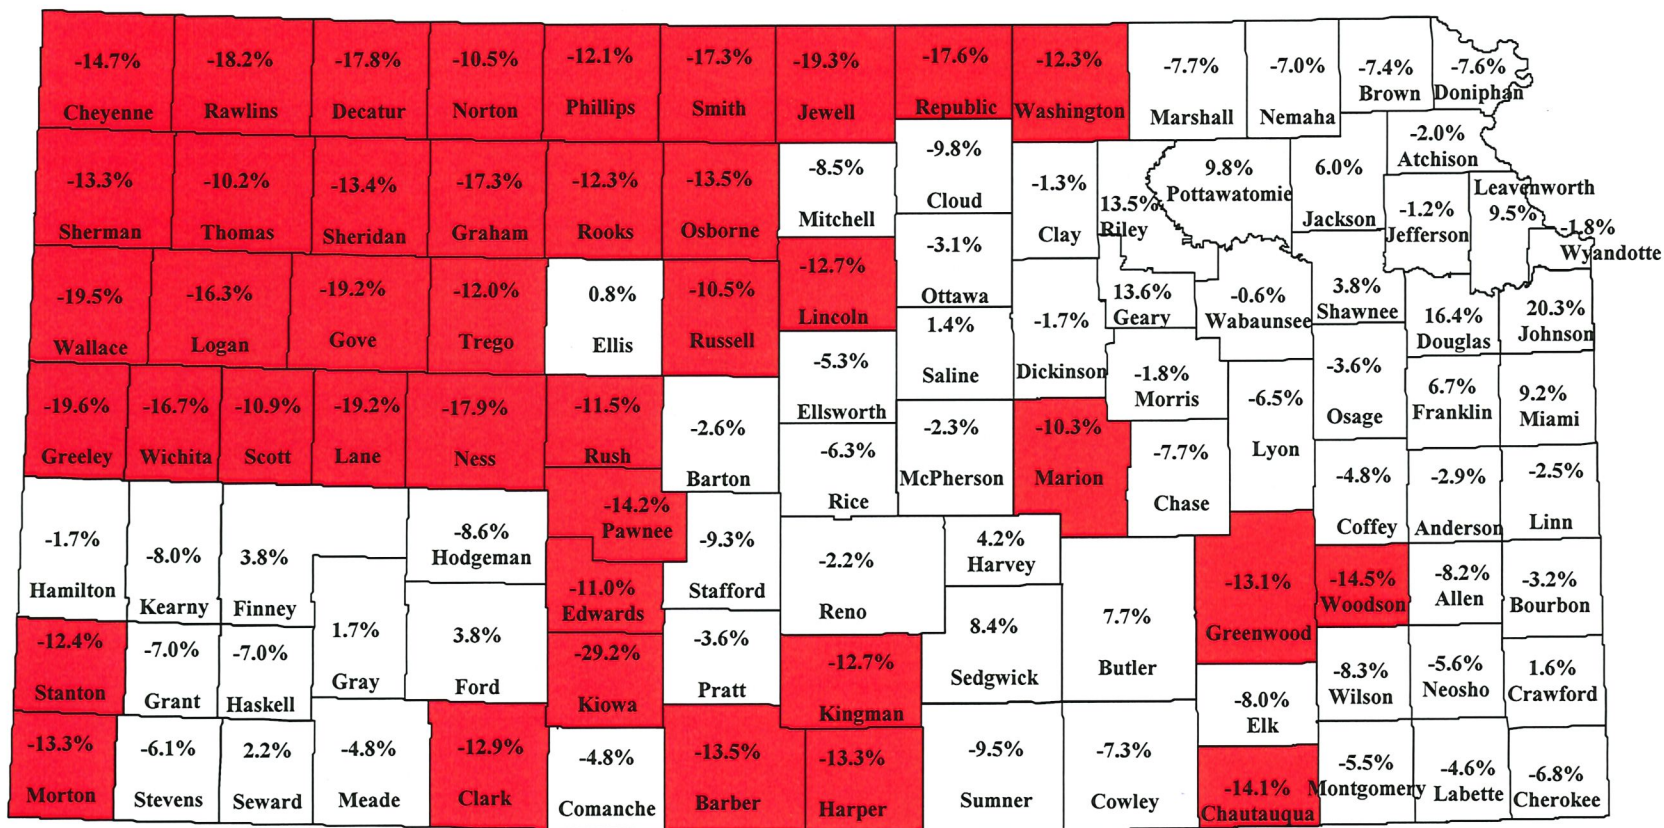 -14.7%
Cheyenne
-18.2%
Rawlins
-17.8%
Decatur
-10.5%
Norton
-12.1%
Phillips
-17.3%
Smith
-19.3%
Jewell
-17.6%
Republic
-12.3%
Washington
-7.7%
Marshall
-7.0%
Nemaha
-7.4%
Brown
-7.6%
Doniphan
-13.3%
Sherman
-10.2%
Thomas
-13.4%
Sheridan
-17.3%
Graham
-12.3%
Rooks
-13.5%
Osborne
-8.5%
Mitchell
-9.8%
Cloud
-1.3%
Clay
13.5%
Riley
9.8%
Pottawatomie
6.0%
Jackson
-2.0%
Atchison
-1.2%
Jefferson
Leavenworth
9.5%
-1.8%
Wyandotte
-19.5%
Wallace
-16.3%
Logan
-19.2%
Gove
-12.0%
Trego
0.8%
Ellis
-10.5%
Russell
-12.7%
Lincoln
-3.1%
Ottawa
1.4%
Saline
-1.7%
Dickinson
13.6%
Geary
-0.6%
Wabaunsee
3.8%
Shawnee
16.4%
Douglas
20.3%
Johnson
-19.6%
Greeley
-16.7%
Wichita
-10.9%
Scott
-19.2%
Lane
-17.9%
Ness
-11.5%
Rush
-2.6%
Barton
-5.3%
Ellsworth
-6.3%
Rice
-2.3%
McPherson
-10.3%
Marion
-1.8%
Morris
-7.7%
Chase
-6.5%
Lyon
-3.6%
Osage
6.7%
Franklin
9.2%
Miami
-1.7%
Hamilton
-8.0%
Kearny
3.8%
Finney
-8.6%
Hodgeman
-14.2%
Pawnee
-9.3%
Stafford
-2.2%
Reno
4.2%
Harvey
-4.8%
Coffey
-2.9%
Anderson
-2.5%
Linn
-12.4%
Stanton
-7.0%
Grant
-7.0%
Haskell
1.7%
Gray
3.8%
Ford
-11.0%
Edwards
-29.2%
Kiowa
-3.6%
Pratt
-12.7%
Kingman
8.4%
Sedgwick
7.7%
Butler
-13.1%
Greenwood
-14.5%
Woodson
-8.2%
Allen
-3.2%
Bourbon
-8.3%
Wilson
-5.6%
Neosho
1.6%
Crawford
-13.3%
Morton
-6.1%
Stevens
2.2%
Seward
-4.8%
Meade
-12.9%
Clark
-4.8%
Comanche
-13.5%
Barber
-13.3%
Harper
-9.5%
Sumner
-7.3%
Cowley
-8.0%
Elk
-14.1%
Chautauqua
-5.5%
Montgomery
-4.6%
Labette
-6.8%
Cherokee